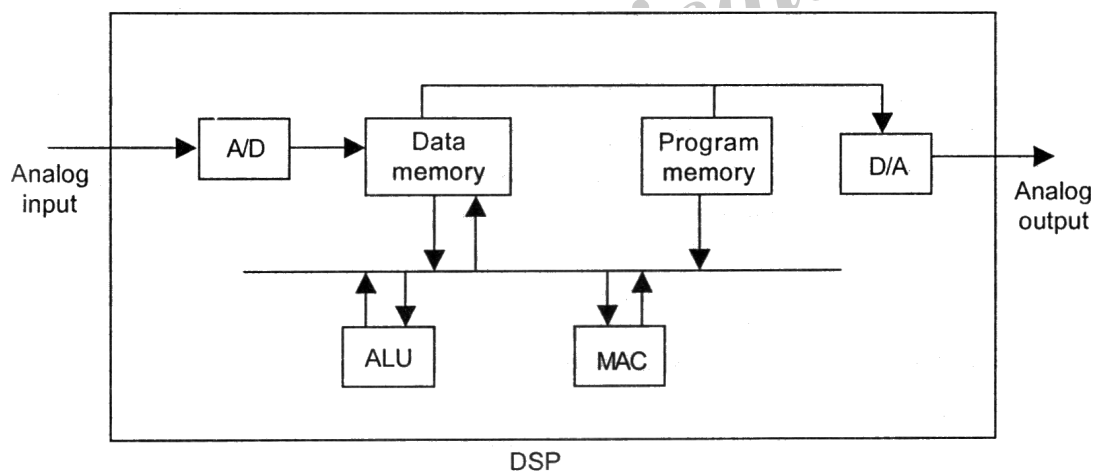 A/D
Data
memory
Program
memory
D/A
Analog
input
Analog
output
ALU
MAC
DSP